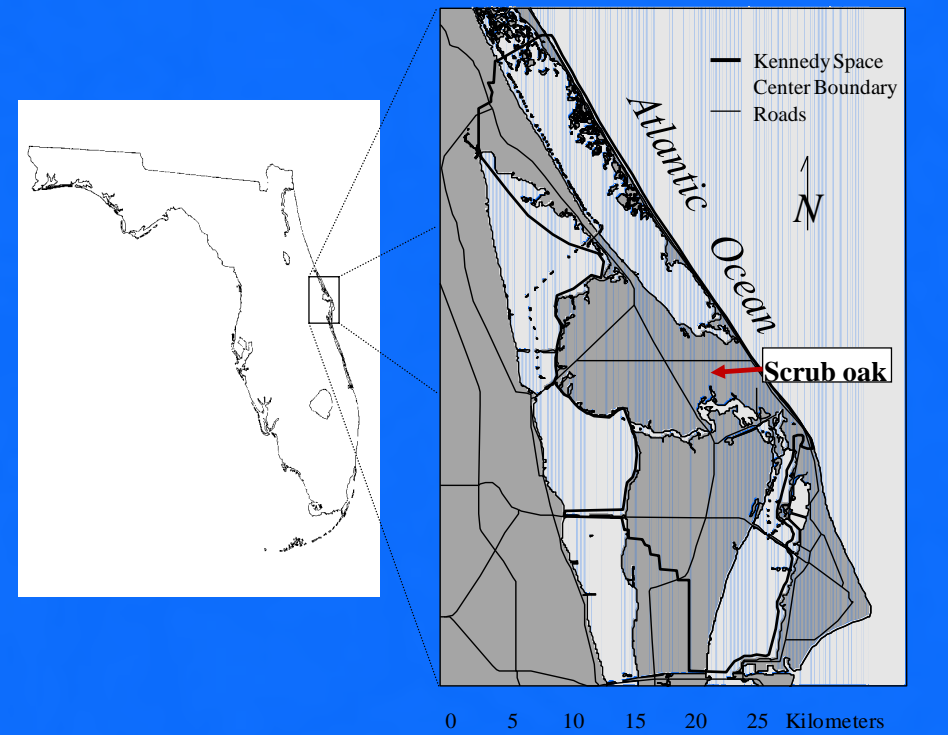 Kennedy Space
Center Boundary
Roads
Atlantic
Ocean
N
Scrub oak
0 5 10 15 20 25 Kilometers